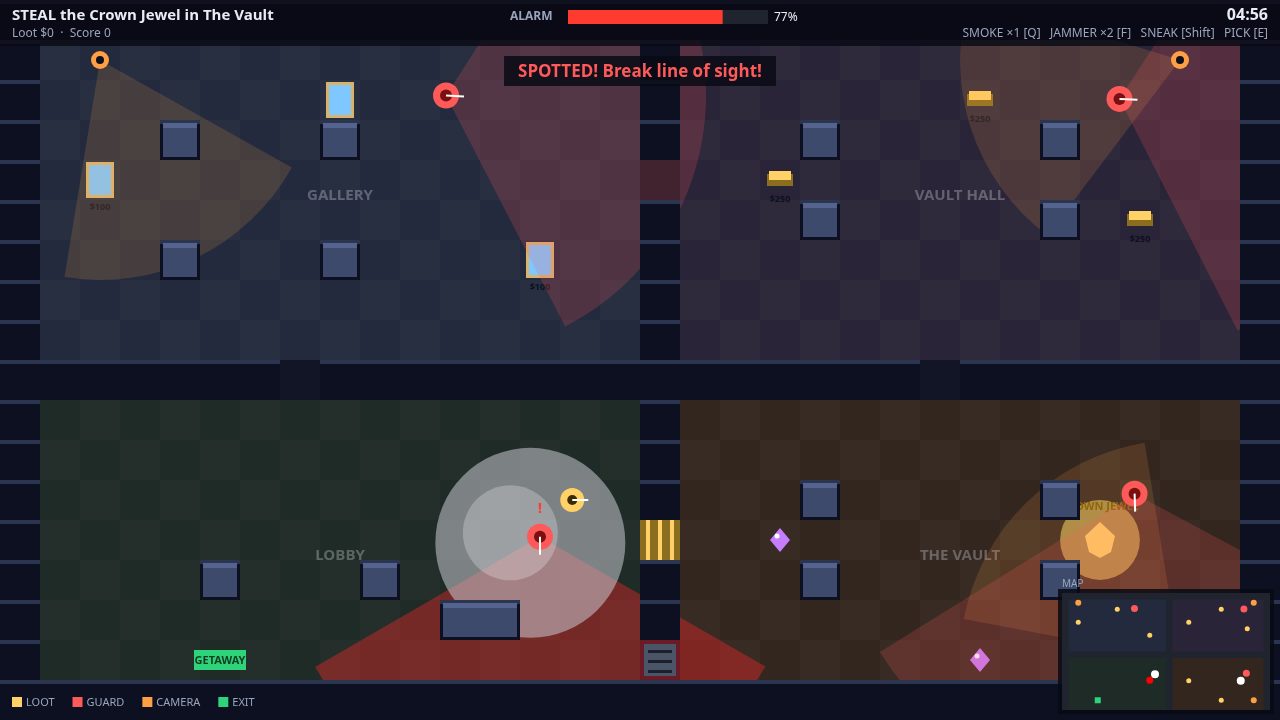 STEAL the Crown Jewel in The Vault
Loot $0 · Score 0
ALARM
77%
04:56
SMOKE ×1 [Q] JAMMER ×2 [F] SNEAK [Shift] PICK [E]
SPOTTED! Break line of sight!
$250
$100
GALLERY
VAULT HALL
$250
$250
$100
!
LOBBY
THE VAULT
MAP
GETAWAY
LOOT
GUARD
CAMERA
EXIT